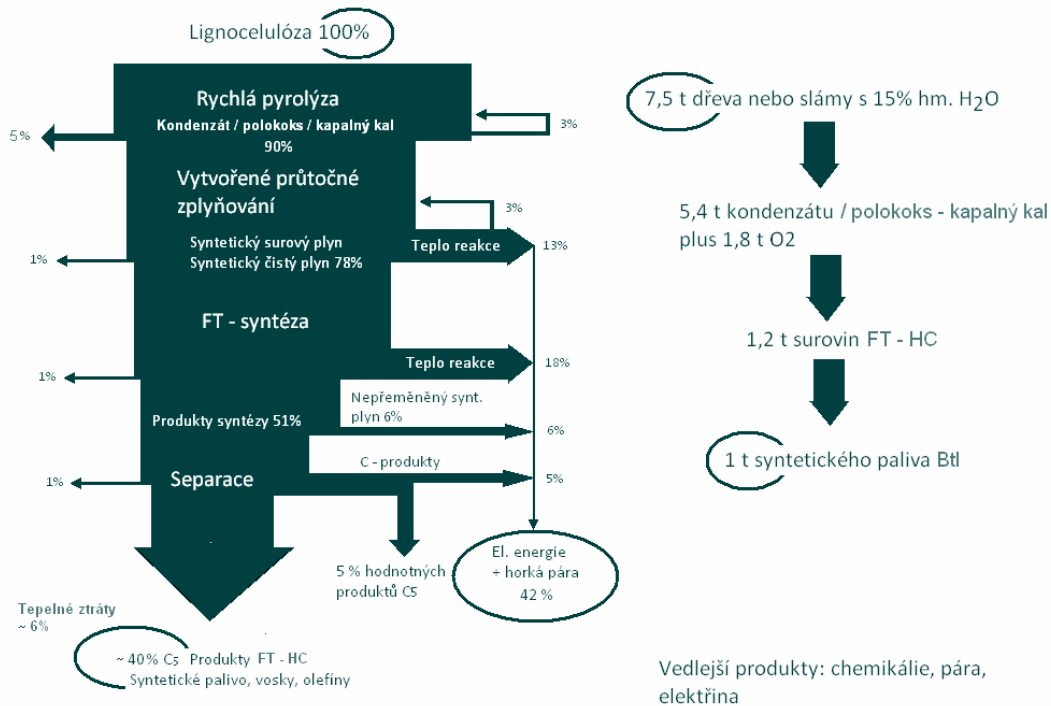 Lignocelulóza 100%
Rychlá pyrolýza
Kondenzát / polokoks / kapalný kal
90%
5%
3%
Vytvořené průtočné
zplyňování
3%
Syntetický surový plyn
Syntetický čistý plyn 78%
Teplo reakce
13%
1%
FT - syntéza
Teplo reakce
18%
1%
Nepřeměněný synt.
plyn 6%
Produkty syntézy 51%
6%
C - produkty
Separace
5%
1%
El. energie
+ horká pára
42 %
5 % hodnotných
produktů C5
Tepelné ztráty
~ 6%
~ 40% C5 Produkty FT - HC
Syntetické palivo, vosky, olefíny
7,5 t dřeva nebo slámy s 15% hm. H₂O
5,4 t kondenzátu / polokoks - kapalný kal
plus 1,8 t O2
1,2 t surovin FT - HC
1 t syntetického paliva Btl
Vedlejší produkty: chemikálie, pára,
elektřina